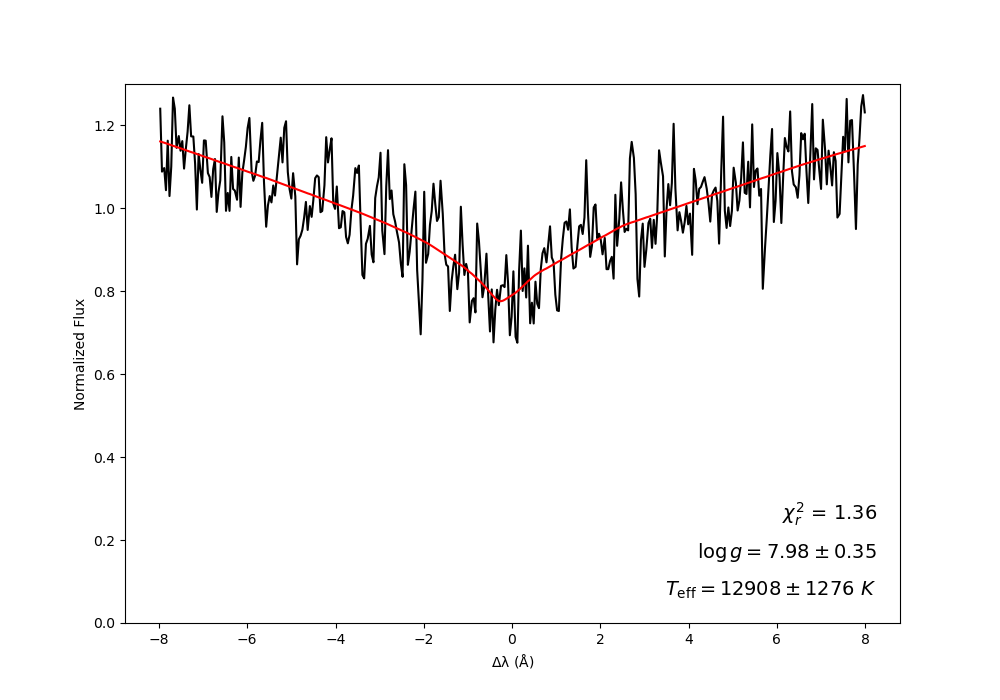 1.2
1.0
0.8
0.6
0.4
0.2
0.0
Normalized Flux
χ²ᵣ = 1.36
log g = 7.98 ± 0.35
T_eff = 12908 ± 1276 K
−8 −6 −4 −2 0 2 4 6 8
Δλ (Å)